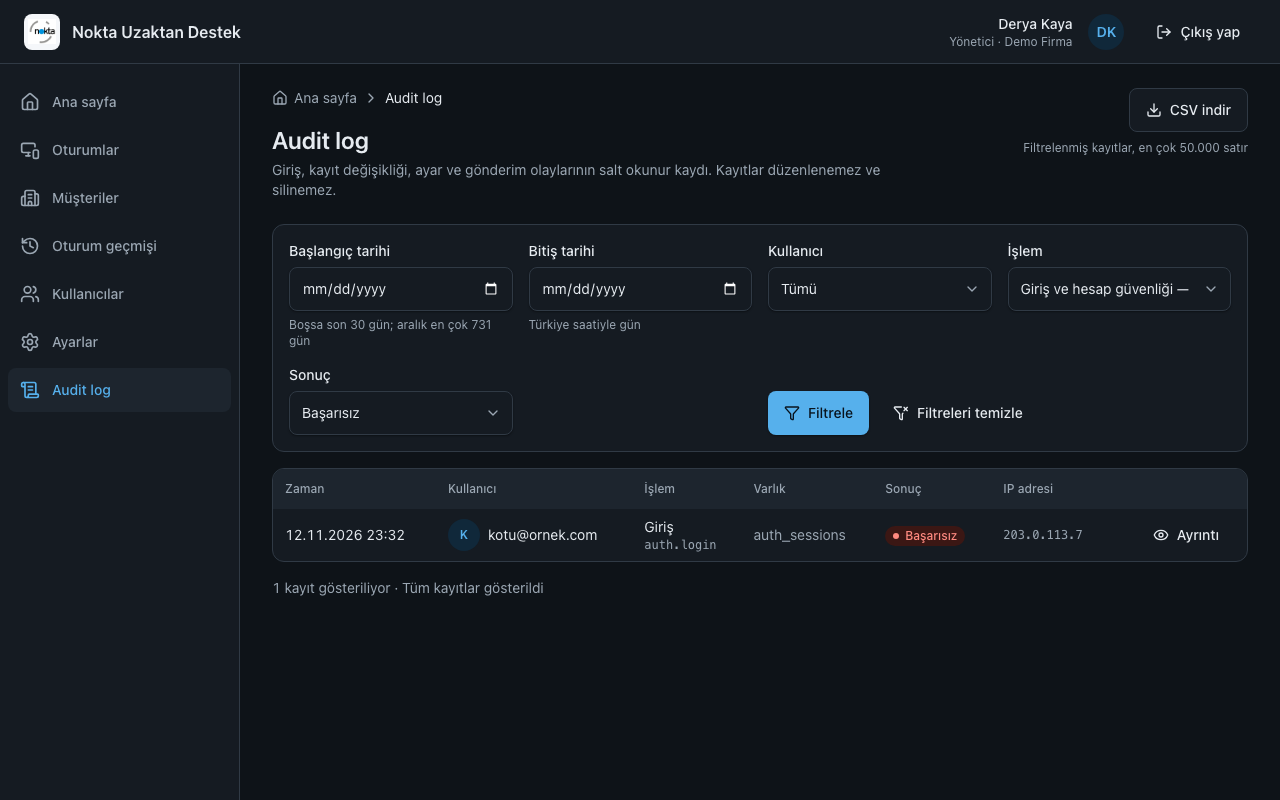 nokta
Nokta Uzaktan Destek
Derya Kaya
Yönetici · Demo Firma
DK
Çıkış yap
Ana sayfa
Oturumlar
Müşteriler
Oturum geçmişi
Kullanıcılar
Ayarlar
Audit log
Ana sayfa > Audit log
CSV indir
Filtrelenmiş kayıtlar, en çok 50.000 satır
Audit log
Giriş, kayıt değişikliği, ayar ve gönderim olaylarının salt okunur kaydı. Kayıtlar düzenlenemez ve
silinemez.
Başlangıç tarihi Bitiş tarihi Kullanıcı İşlem
mm/dd/yyyy mm/dd/yyyy Tümü Giriş ve hesap güvenliği —
Boşsa son 30 gün; aralık en çok 731 Türkiye saatiyle gün
gün
Sonuç
Başarısız Filtrele Filtreleri temizle
Zaman Kullanıcı İşlem Varlık Sonuç IP adresi
12.11.2026 23:32 K kotu@ornek.com Giriş auth_sessions Başarısız 203.0.113.7 Ayrıntı
auth.login
1 kayıt gösteriliyor · Tüm kayıtlar gösterildi